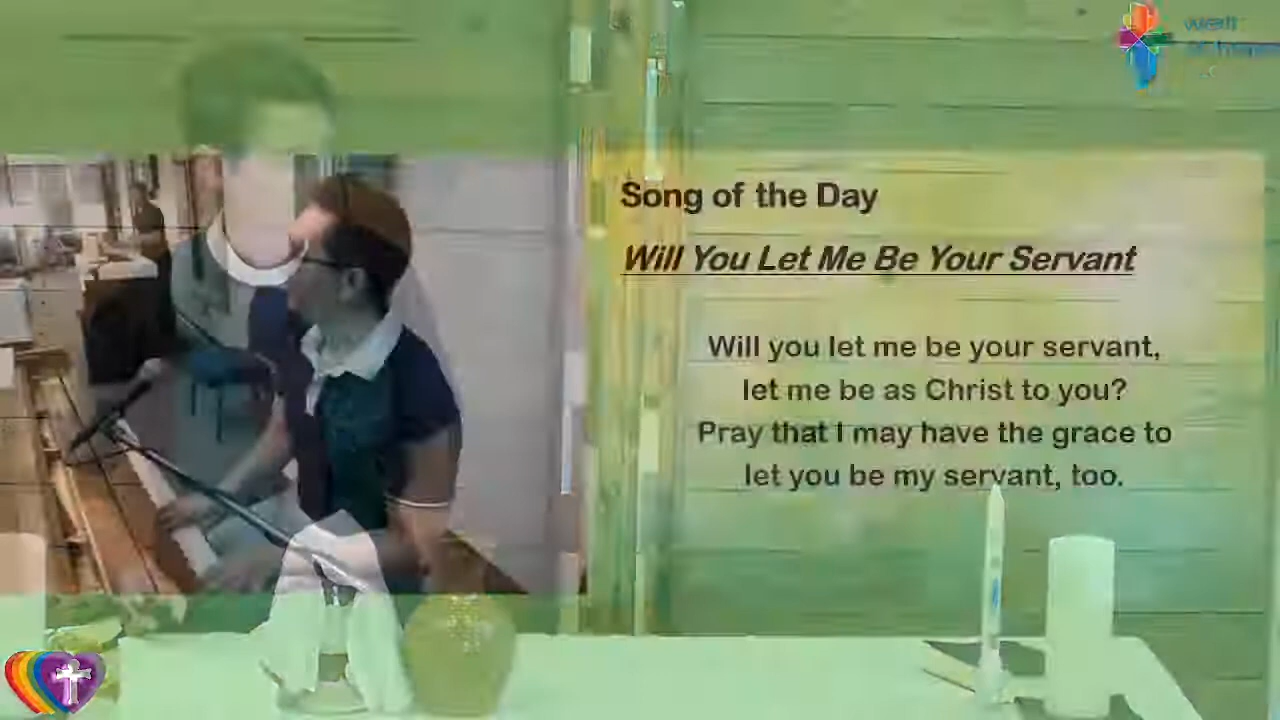 Song of the Day
Will You Let Me Be Your Servant
Will you let me be your servant,
let me be as Christ to you?
Pray that I may have the grace to
let you be my servant, too.